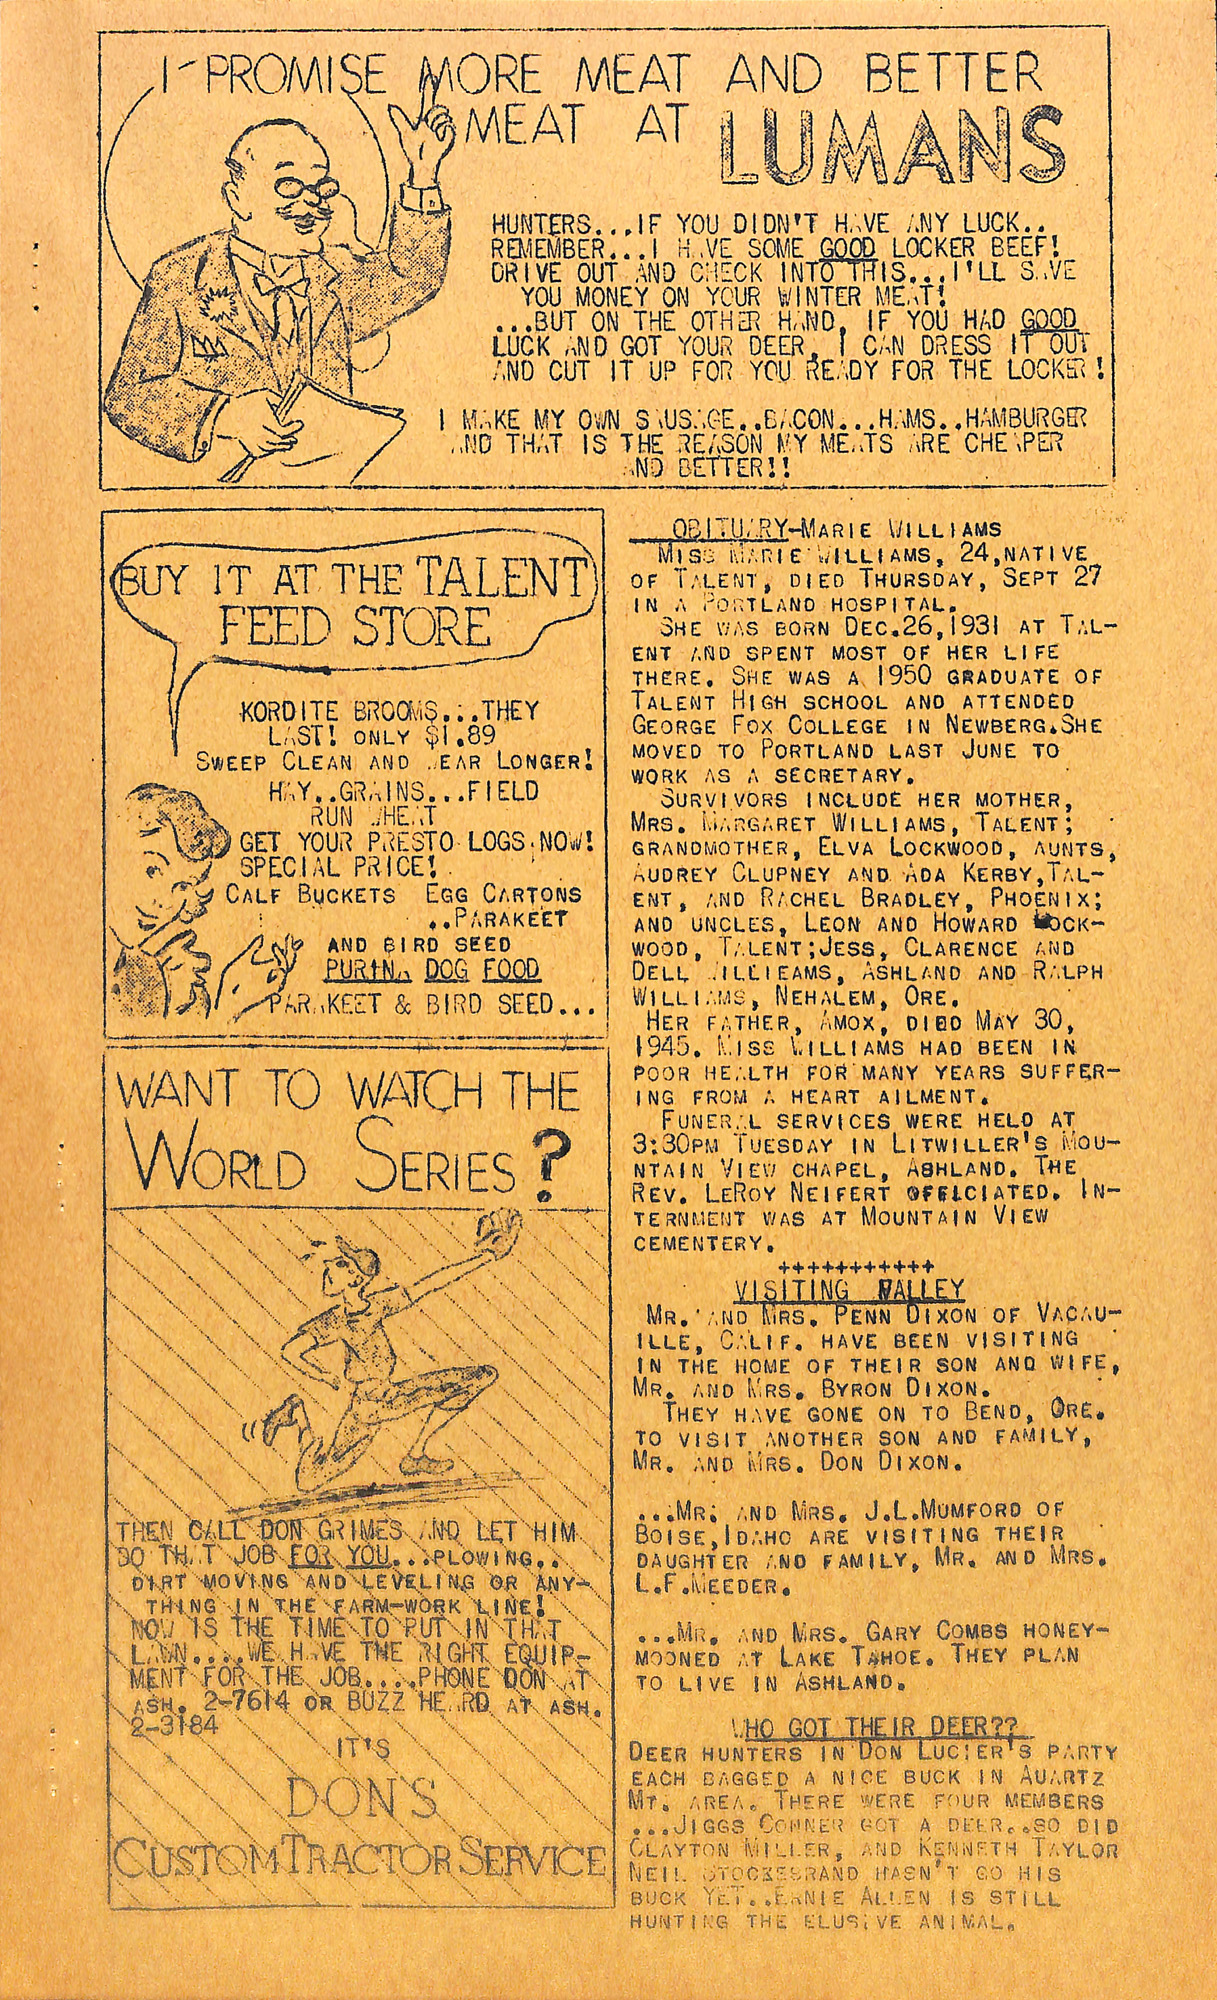 I PROMISE MORE MEAT AND BETTER
MEAT AT LUMANS
HUNTERS...IF YOU DIDN'T HAVE ANY LUCK..
REMEMBER...I HAVE SOME GOOD LOCKER BEEF!
DRIVE OUT AND CHECK INTO THIS...I'LL SAVE
YOU MONEY ON YOUR WINTER MEAT!
...BUT ON THE OTHER HAND, IF YOU HAD GOOD
LUCK AND GOT YOUR DEER, I CAN DRESS IT OUT
AND CUT IT UP FOR YOU READY FOR THE LOCKER!
I MAKE MY OWN SAUSAGE..BACON...HAMS..HAMBURGER
AND THAT IS THE REASON MY MEATS ARE CHEAPER
AND BETTER!!
BUY IT AT THE TALENT
FEED STORE
KORDITE BROOMS...THEY
LAST! ONLY $1.89
SWEEP CLEAN AND WEAR LONGER!
HAY..GRAINS...FIELD
RUN WHEAT
GET YOUR PRESTO LOGS NOW!
SPECIAL PRICE!
CALF BUCKETS EGG CARTONS
..PARAKEET
AND BIRD SEED
PURINA DOG FOOD
PARAKEET & BIRD SEED...
WANT TO WATCH THE
WORLD SERIES?
THEN CALL DON GRIMES AND LET HIM
DO THAT JOB FOR YOU...PLOWING..
DIRT MOVING AND LEVELING OR ANY-
THING IN THE FARM-WORK LINE!
NOW IS THE TIME TO PUT IN THAT
LAWN....WE HAVE THE RIGHT EQUIP-
MENT FOR THE JOB....PHONE DON AT
ASH. 2-7614 OR BUZZ HEARD AT ASH.
2-3184
IT'S
DON'S
CUSTOM TRACTOR SERVICE
OBITUARY-MARIE WILLIAMS
MISS MARIE WILLIAMS, 24,NATIVE
OF TALENT, DIED THURSDAY, SEPT 27
IN A PORTLAND HOSPITAL.
SHE WAS BORN DEC.26,1931 AT TAL-
ENT AND SPENT MOST OF HER LIFE
THERE. SHE WAS A 1950 GRADUATE OF
TALENT HIGH SCHOOL AND ATTENDED
GEORGE FOX COLLEGE IN NEWBERG.SHE
MOVED TO PORTLAND LAST JUNE TO
WORK AS A SECRETARY.
SURVIVORS INCLUDE HER MOTHER,
MRS. MARGARET WILLIAMS, TALENT;
GRANDMOTHER, ELVA LOCKWOOD, AUNTS,
AUDREY CLUPNEY AND ADA KERBY,TAL-
ENT, AND RACHEL BRADLEY, PHOENIX;
AND UNCLES, LEON AND HOWARD LOCK-
WOOD, TALENT;JESS, CLARENCE AND
DELL WILLIEAMS, ASHLAND AND RALPH
WILLIAMS, NEHALEM, ORE.
HER FATHER, AMOX, DIED MAY 30,
1945. MISS WILLIAMS HAD BEEN IN
POOR HEALTH FOR MANY YEARS SUFFER-
ING FROM A HEART AILMENT.
FUNERAL SERVICES WERE HELD AT
3:30PM TUESDAY IN LITWILLER'S MOU-
NTAIN VIEW CHAPEL, ASHLAND. THE
REV. LEROY NEIFERT OFFICIATED. IN-
TERNMENT WAS AT MOUNTAIN VIEW
CEMENTERY.
+++++++++++
VISITING VALLEY
MR. AND MRS. PENN DIXON OF VACAU-
ILLE, CALIF. HAVE BEEN VISITING
IN THE HOME OF THEIR SON AND WIFE,
MR. AND MRS. BYRON DIXON.
THEY HAVE GONE ON TO BEND, ORE.
TO VISIT ANOTHER SON AND FAMILY,
MR. AND MRS. DON DIXON.
...MR. AND MRS. J.L.MUMFORD OF
BOISE,IDAHO ARE VISITING THEIR
DAUGHTER AND FAMILY, MR. AND MRS.
L.F.MEEDER.
...MR. AND MRS. GARY COMBS HONEY-
MOONED AT LAKE TAHOE. THEY PLAN
TO LIVE IN ASHLAND.
WHO GOT THEIR DEER??
DEER HUNTERS IN DON LUCIER'S PARTY
EACH BAGGED A NICE BUCK IN AUARTZ
MT. AREA. THERE WERE FOUR MEMBERS
...JIGGS CONNER GOT A DEER..SO DID
CLAYTON MILLER, AND KENNETH TAYLOR
NEIL STOCKEBRAND HASN'T GO HIS
BUCK YET..ERNIE ALLEN IS STILL
HUNTING THE ELUSIVE ANIMAL.